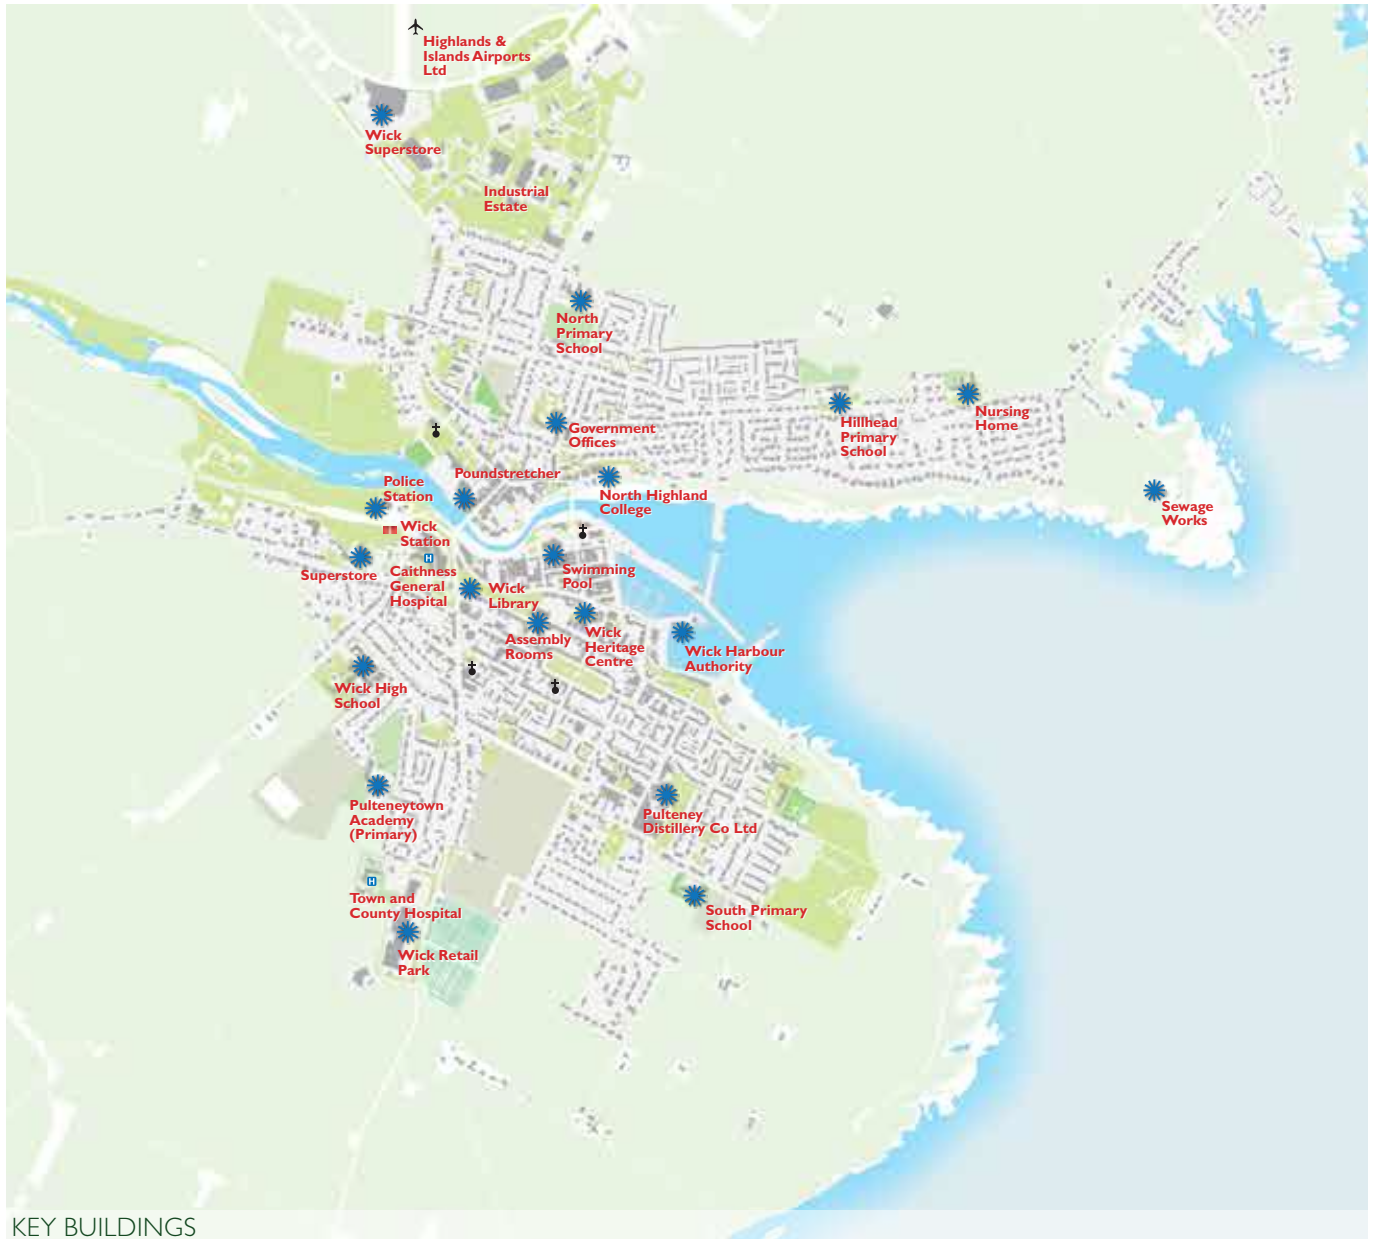 Highlands &
Islands Airports
Ltd
Wick
Superstore
Industrial
Estate
North
Primary
School
Nursing
Home
Hillhead
Primary
School
Government
Offices
Poundstretcher
Police
Station
North Highland
College
Sewage
Works
Wick
Station
H
Caithness
General
Hospital
Superstore
Swimming
Pool
Wick
Library
Assembly
Rooms
Wick
Heritage
Centre
Wick Harbour
Authority
Wick High
School
Pulteneytown
Academy
(Primary)
Pulteney
Distillery Co Ltd
H
Town and
County Hospital
South Primary
School
Wick Retail
Park
KEY BUILDINGS